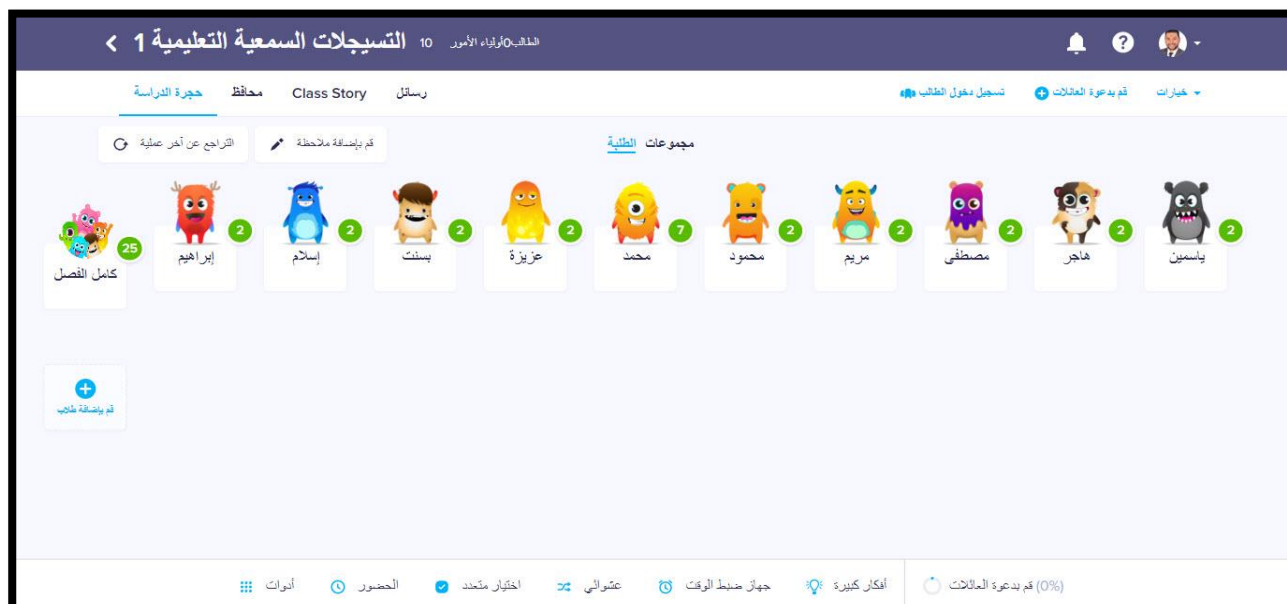 التسيجلات السمعية التعليمية 1
10 الطالب0أولياء الأمور
حجرة الدراسة
محافظ
Class Story
رسائل
تسجيل دخول الطالب
قم بدعوة العائلات
خيارات
التراجع عن آخر عملية
قم بإضافة ملاحظة
مجموعات الطلبة
25
2
2
2
2
7
2
2
2
2
2
كامل الفصل
إبراهيم
إسلام
بسنت
عزيزة
محمد
محمود
مريم
مصطفى
هاجر
ياسمين
قم بإضافة طلاب
أدوات
الحضور
اختيار متعدد
عشوائي
جهاز ضبط الوقت
أفكار كبيرة
قم بدعوة العائلات (0%)